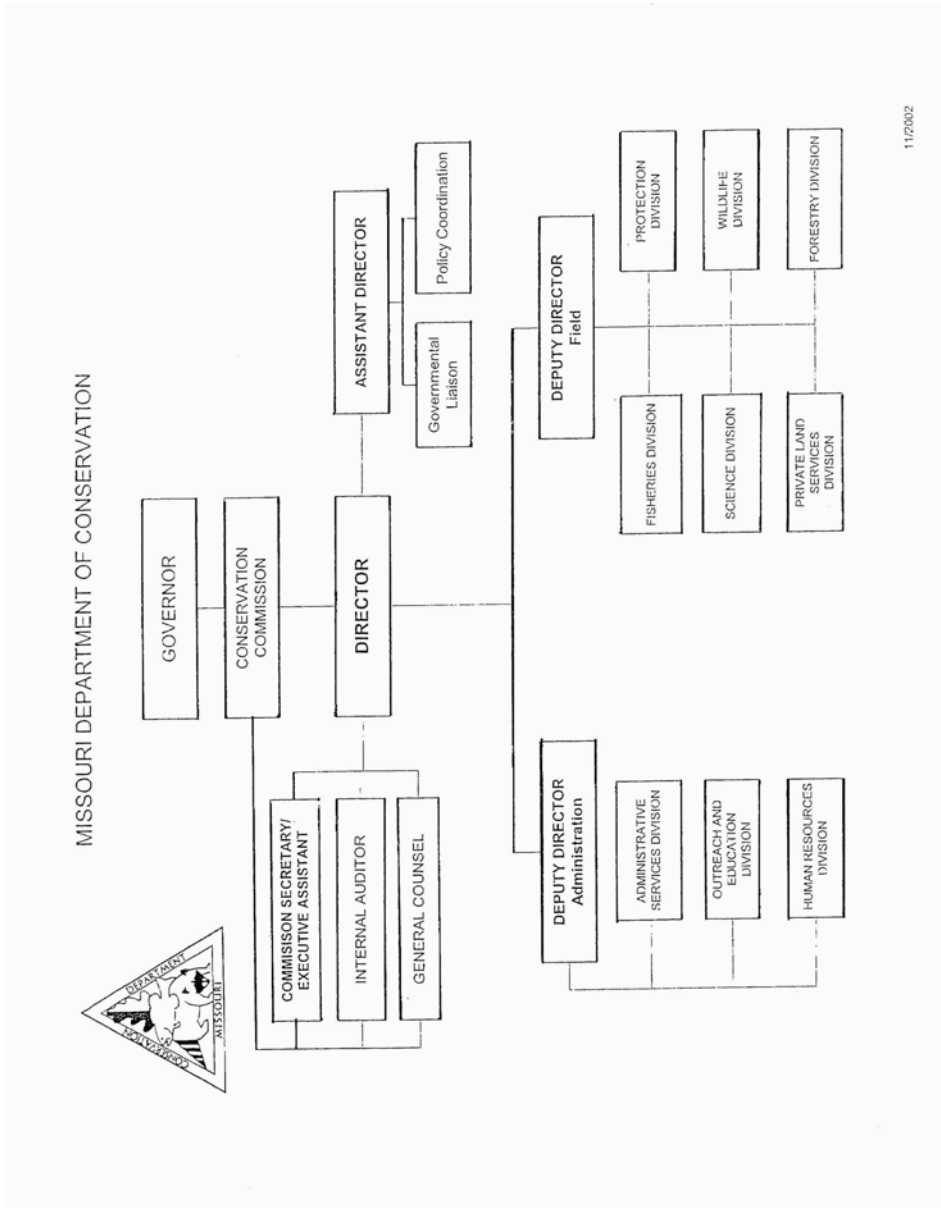 MISSOURI DEPARTMENT OF CONSERVATION
CONSERVATION
DEPARTMENT
MISSOURI
GOVERNOR
CONSERVATION
COMMISSION
DIRECTOR
COMMISISON SECRETARY/
EXECUTIVE ASSISTANT
INTERNAL AUDITOR
GENERAL COUNSEL
ASSISTANT DIRECTOR
Governmental
Liaison
Policy Coordination
DEPUTY DIRECTOR
Administration
ADMINISTRATIVE
SERVICES DIVISION
OUTREACH AND
EDUCATION
DIVISION
HUMAN RESOURCES
DIVISION
DEPUTY DIRECTOR
Field
FISHERIES DIVISION
PROTECTION
DIVISION
SCIENCE DIVISION
WILDLIFE
DIVISION
PRIVATE LAND
SERVICES
DIVISION
FORESTRY DIVISION
11/2002